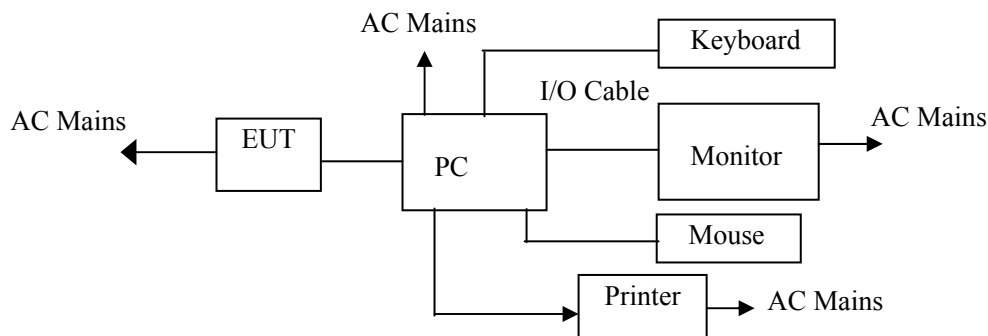 AC Mains
Keyboard
I/O Cable
AC Mains
AC Mains
EUT
PC
Monitor
Mouse
Printer
AC Mains